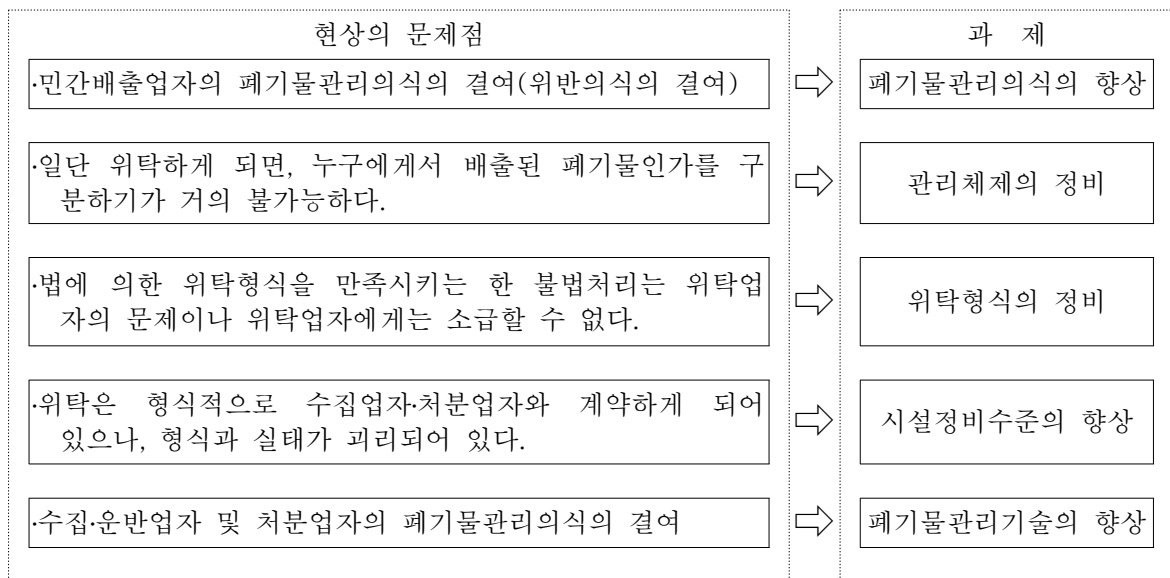 현상의 문제점
과 제
·민간배출업자의 폐기물관리의식의 결여(위반의식의 결여)
폐기물관리의식의 향상
·일단 위탁하게 되면, 누구에게서 배출된 폐기물인가를 구
분하기가 거의 불가능하다.
관리체제의 정비
·법에 의한 위탁형식을 만족시키는 한 불법처리는 위탁업
자의 문제이나 위탁업자에게는 소급할 수 없다.
위탁형식의 정비
·위탁은 형식적으로 수집업자·처분업자와 계약하게 되어
있으나, 형식과 실태가 괴리되어 있다.
시설정비수준의 향상
·수집·운반업자 및 처분업자의 폐기물관리의식의 결여
폐기물관리기술의 향상